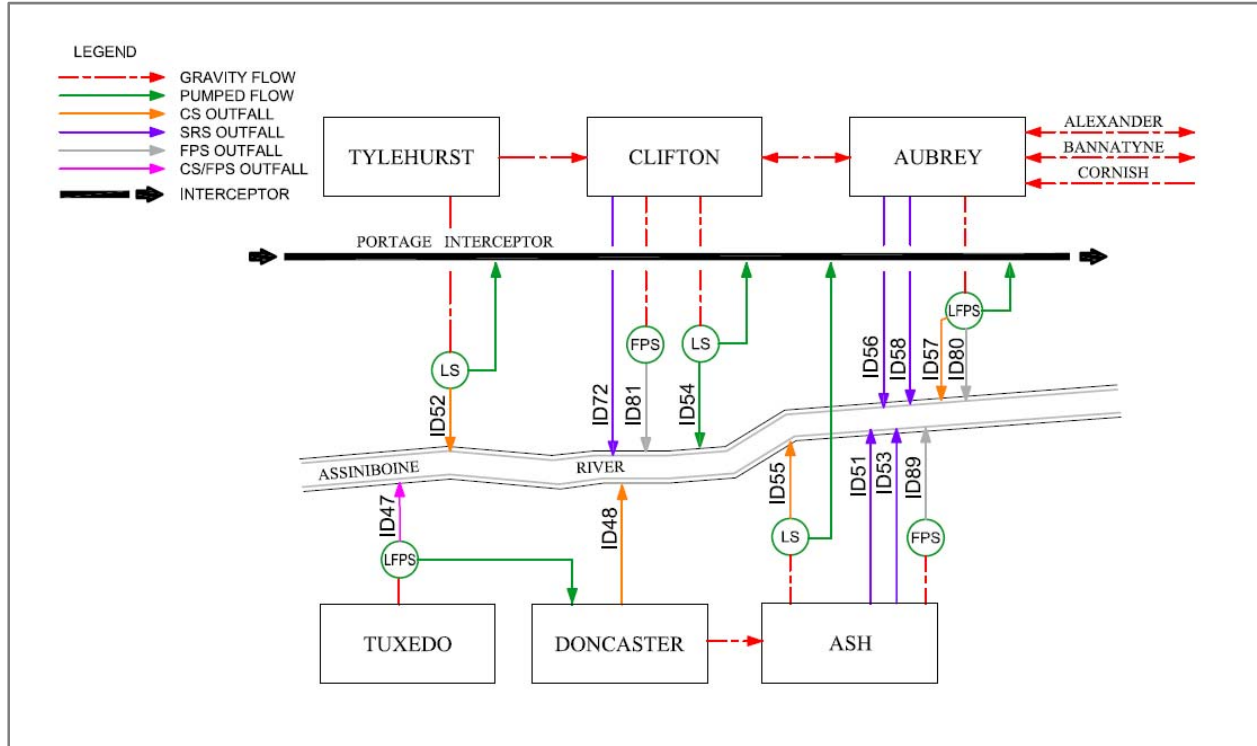 LEGEND
GRAVITY FLOW
PUMPED FLOW
CS OUTFALL
SRS OUTFALL
FPS OUTFALL
CS/FPS OUTFALL
INTERCEPTOR
TYLEHURST
CLIFTON
AUBREY
ALEXANDER
BANNATYNE
CORNISH
PORTAGE INTERCEPTOR
LS
FPS
LS
LFPS
ID52
ID72
ID81
ID54
ID56
ID58
ID57
ID80
ASSINIBOINE RIVER
ID47
ID48
ID55
ID51
ID53
ID89
LFPS
LS
FPS
TUXEDO
DONCASTER
ASH